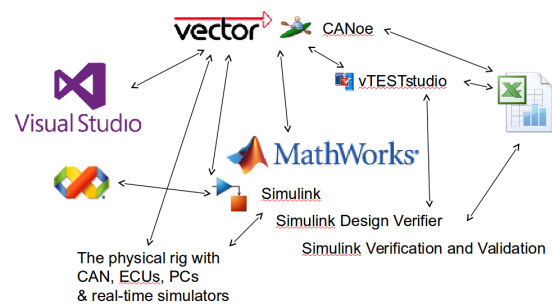 vector
CANoe
vTESTstudio
Visual Studio
MathWorks®
Simulink
Simulink Design Verifier
Simulink Verification and Validation
The physical rig with
CAN, ECUs, PCs
& real-time simulators